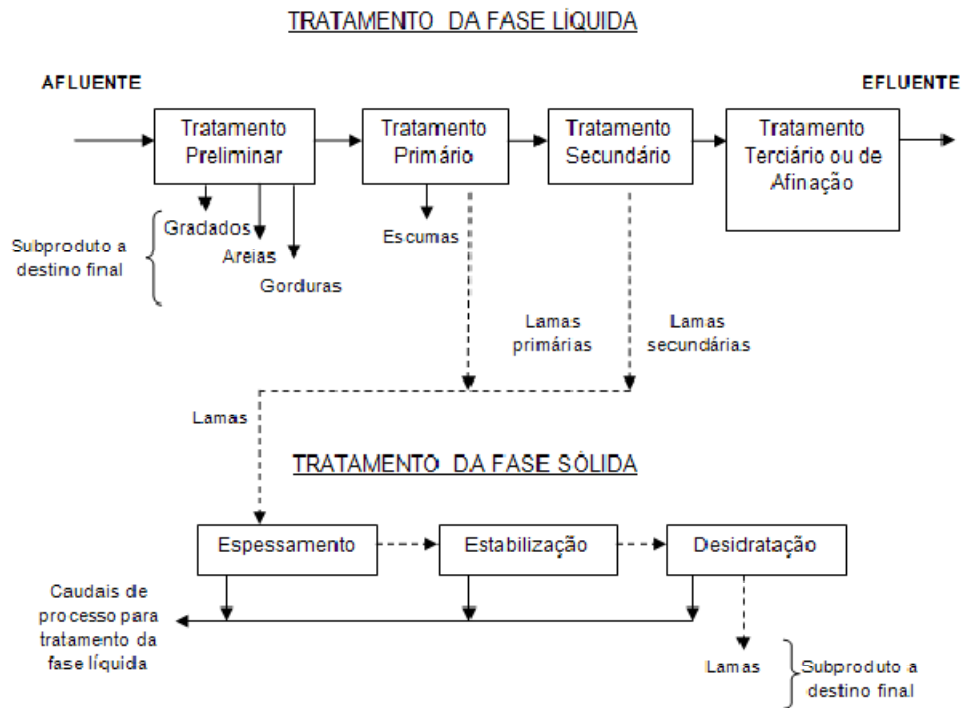 TRATAMENTO DA FASE LÍQUIDA
AFLUENTE
EFLUENTE
Tratamento
Preliminar
Tratamento
Primário
Tratamento
Secundário
Tratamento
Terciário ou de
Afinação
Gradados
Areias
Gorduras
Subproduto a
destino final
Escumas
Lamas
primárias
Lamas
secundárias
Lamas
TRATAMENTO DA FASE SÓLIDA
Espessamento
Estabilização
Desidratação
Caudais de
processo para
tratamento da
fase líquida
Lamas
Subproduto a
destino final